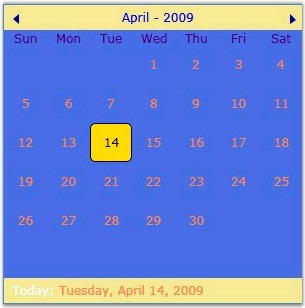 April - 2009
Sun Mon Tue Wed Thu Fri Sat
1 2 3 4
5 6 7 8 9 10 11
12 13 14 15 16 17 18
19 20 21 22 23 24 25
26 27 28 29 30
Today: Tuesday, April 14, 2009